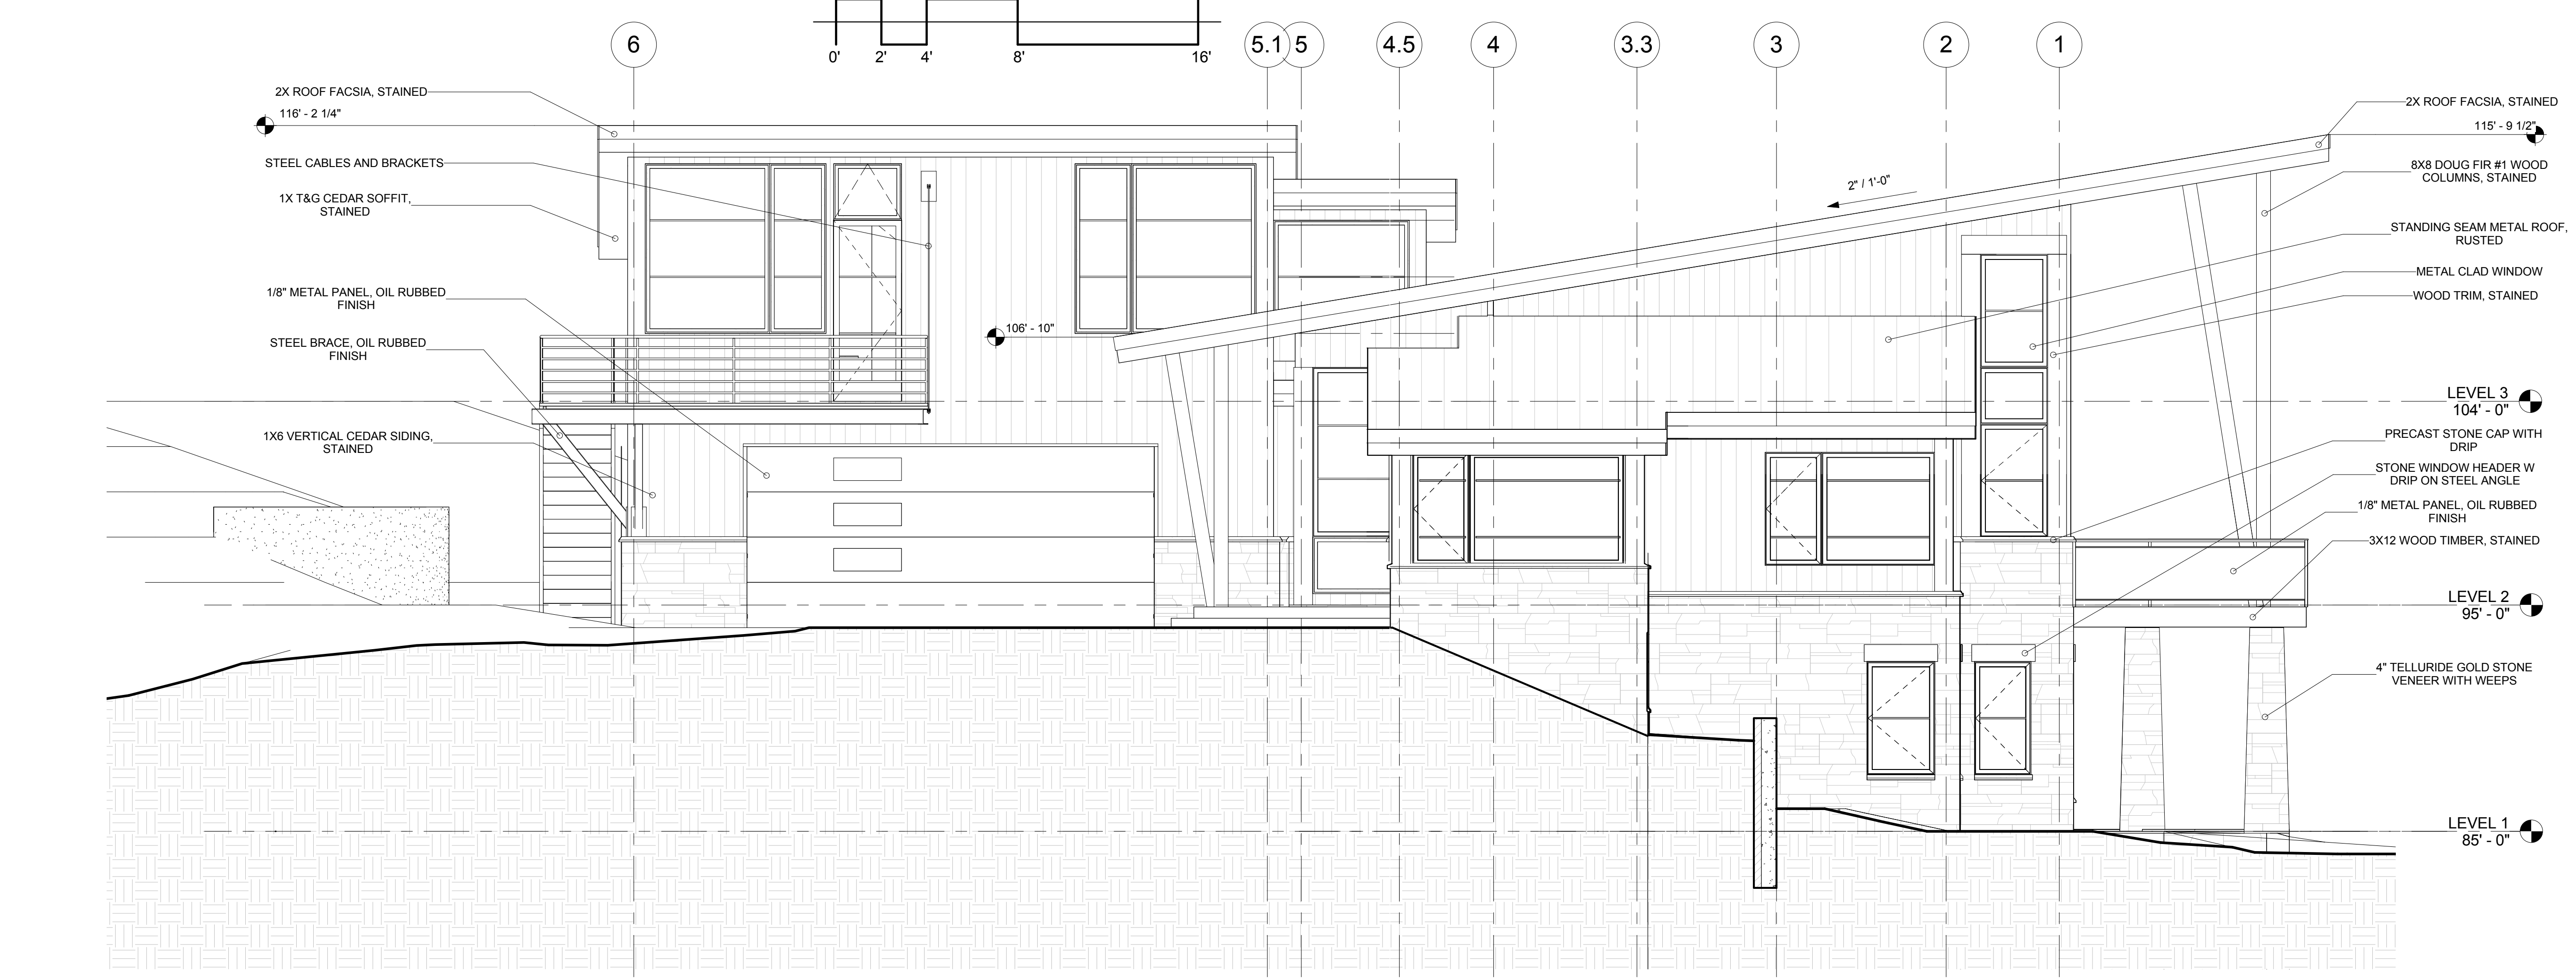 0' 2' 4' 8' 16'
6 5.1 5 4.5 4 3.3 3 2 1
2X ROOF FACSIA, STAINED
116' - 2 1/4"
STEEL CABLES AND BRACKETS
1X T&G CEDAR SOFFIT,
STAINED
1/8" METAL PANEL, OIL RUBBED
FINISH
STEEL BRACE, OIL RUBBED
FINISH
1X6 VERTICAL CEDAR SIDING,
STAINED
106' - 10"
2" / 1'-0"
2X ROOF FACSIA, STAINED
115' - 9 1/2"
8X8 DOUG FIR #1 WOOD
COLUMNS, STAINED
STANDING SEAM METAL ROOF,
RUSTED
METAL CLAD WINDOW
WOOD TRIM, STAINED
LEVEL 3
104' - 0"
PRECAST STONE CAP WITH
DRIP
STONE WINDOW HEADER W
DRIP ON STEEL ANGLE
1/8" METAL PANEL, OIL RUBBED
FINISH
3X12 WOOD TIMBER, STAINED
LEVEL 2
95' - 0"
4" TELLURIDE GOLD STONE
VENEER WITH WEEPS
LEVEL 1
85' - 0"